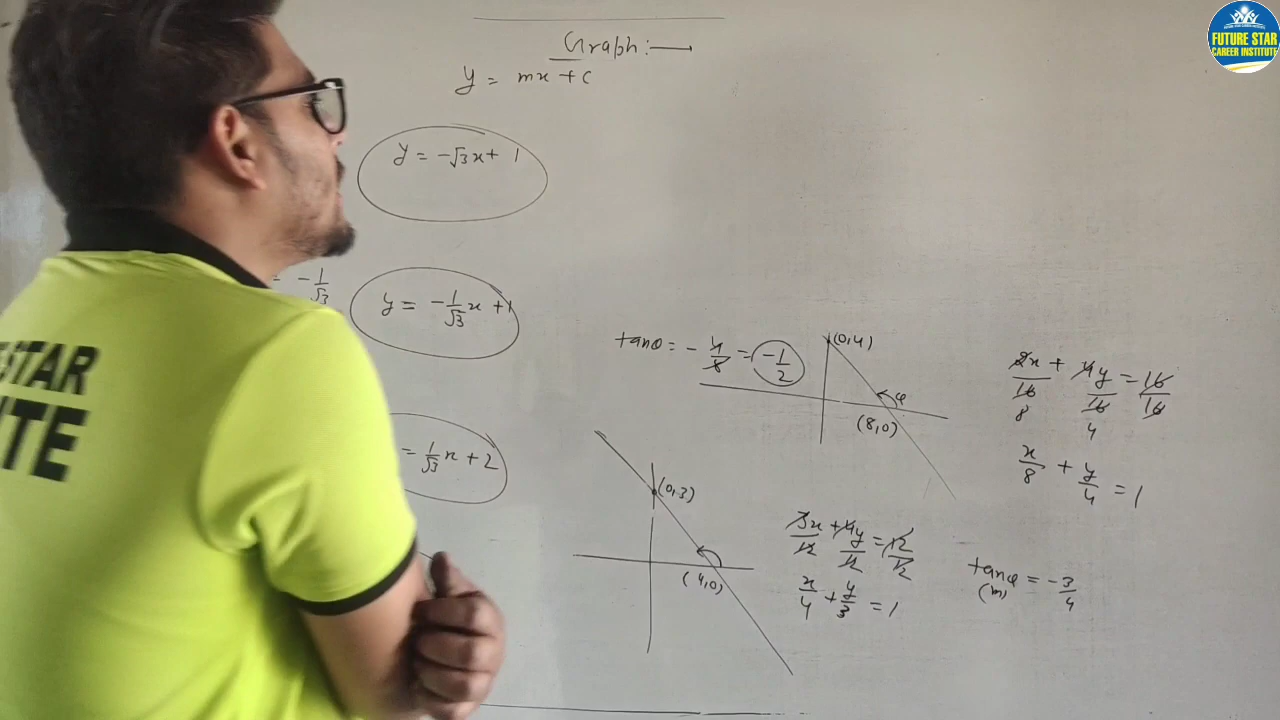 FUTURE STAR
CAREER INSTITUTE
Graph:→
y = mx + c
y = -√3x + 1
= -1/√3
y = -1/√3 x + 1
= 1/√3 x + 2
STAR
tanθ = -4/8 = -1/2
(0,4)
(8,0)
2x/16 + 4y/16 = 16/16
8 4
x/8 + y/4 = 1
(0,3)
(4,0)
3x/12 + 4y/12 = 12/12
x/4 + y/3 = 1
tanθ = -3/4
(m)